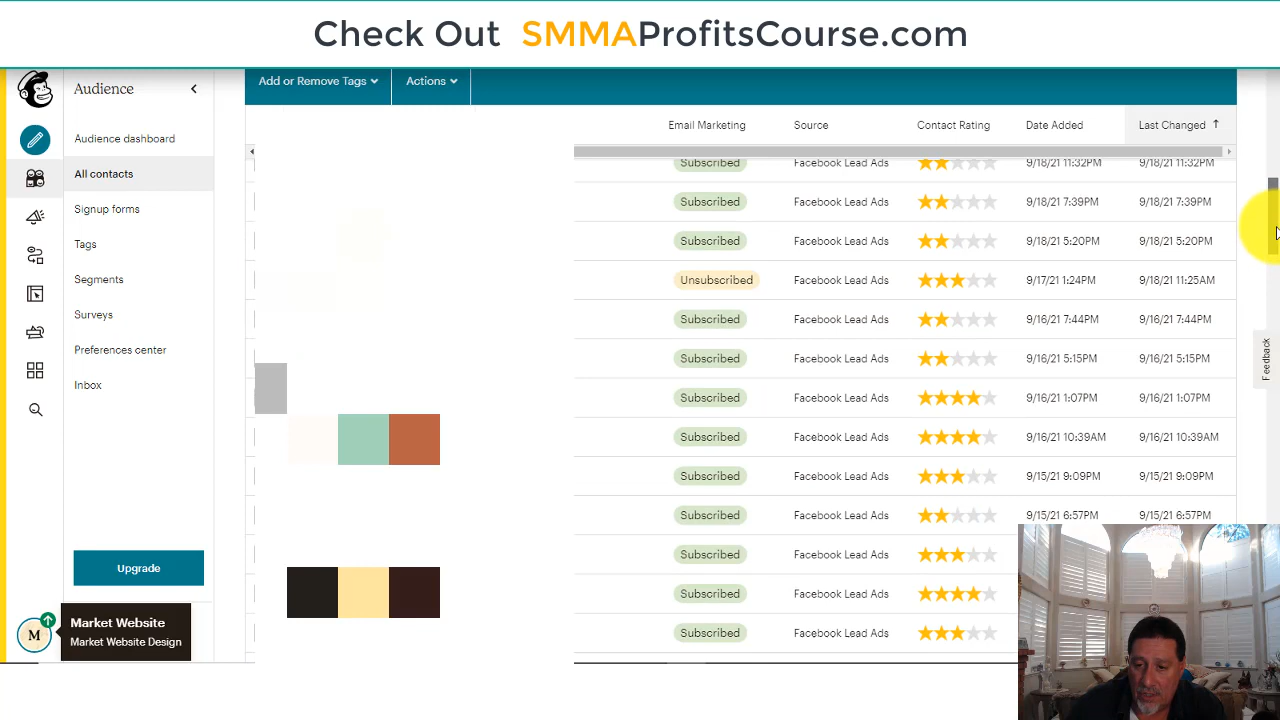 Check Out SMMAProfitsCourse.com
Audience
Add or Remove Tags
Actions
Audience dashboard
All contacts
Signup forms
Tags
Segments
Surveys
Preferences center
Inbox
Upgrade
M
Market Website
Market Website Design
Email Marketing Source Contact Rating Date Added Last Changed
Subscribed Facebook Lead Ads 9/18/21 11:32PM 9/18/21 11:32PM
Subscribed Facebook Lead Ads 9/18/21 7:39PM 9/18/21 7:39PM
Subscribed Facebook Lead Ads 9/18/21 5:20PM 9/18/21 5:20PM
Unsubscribed Facebook Lead Ads 9/17/21 1:24PM 9/18/21 11:25AM
Subscribed Facebook Lead Ads 9/16/21 7:44PM 9/16/21 7:44PM
Subscribed Facebook Lead Ads 9/16/21 5:15PM 9/16/21 5:15PM
Subscribed Facebook Lead Ads 9/16/21 1:07PM 9/16/21 1:07PM
Subscribed Facebook Lead Ads 9/16/21 10:39AM 9/16/21 10:39AM
Subscribed Facebook Lead Ads 9/15/21 9:09PM 9/15/21 9:09PM
Subscribed Facebook Lead Ads 9/15/21 6:57PM 9/15/21 6:57PM
Subscribed Facebook Lead Ads
Subscribed Facebook Lead Ads
Subscribed Facebook Lead Ads
Feedback